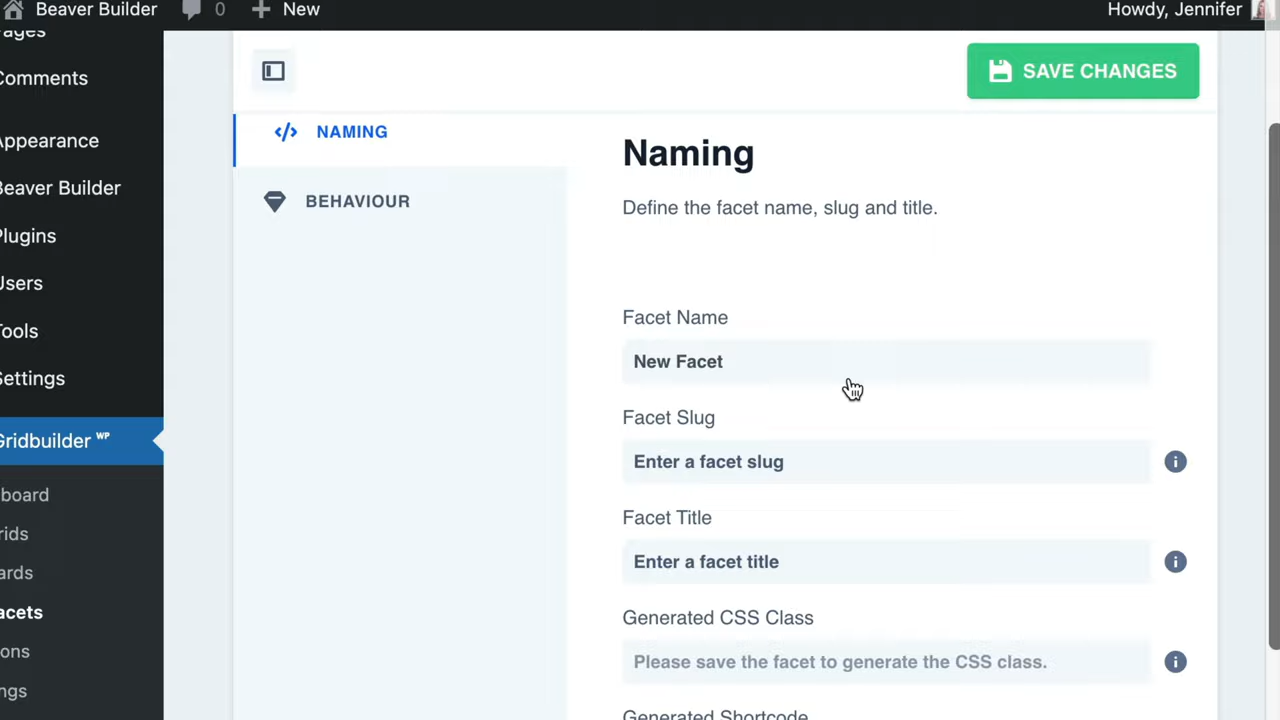 Beaver Builder
0
New
Howdy, Jennifer
Pages
Comments
Appearance
Beaver Builder
Plugins
Users
Tools
Settings
Gridbuilder WP
board
rids
ards
acets
ons
ngs
SAVE CHANGES
NAMING
BEHAVIOUR
Naming
Define the facet name, slug and title.
Facet Name
New Facet
Facet Slug
Enter a facet slug
Facet Title
Enter a facet title
Generated CSS Class
Please save the facet to generate the CSS class.
Generated Shortcode